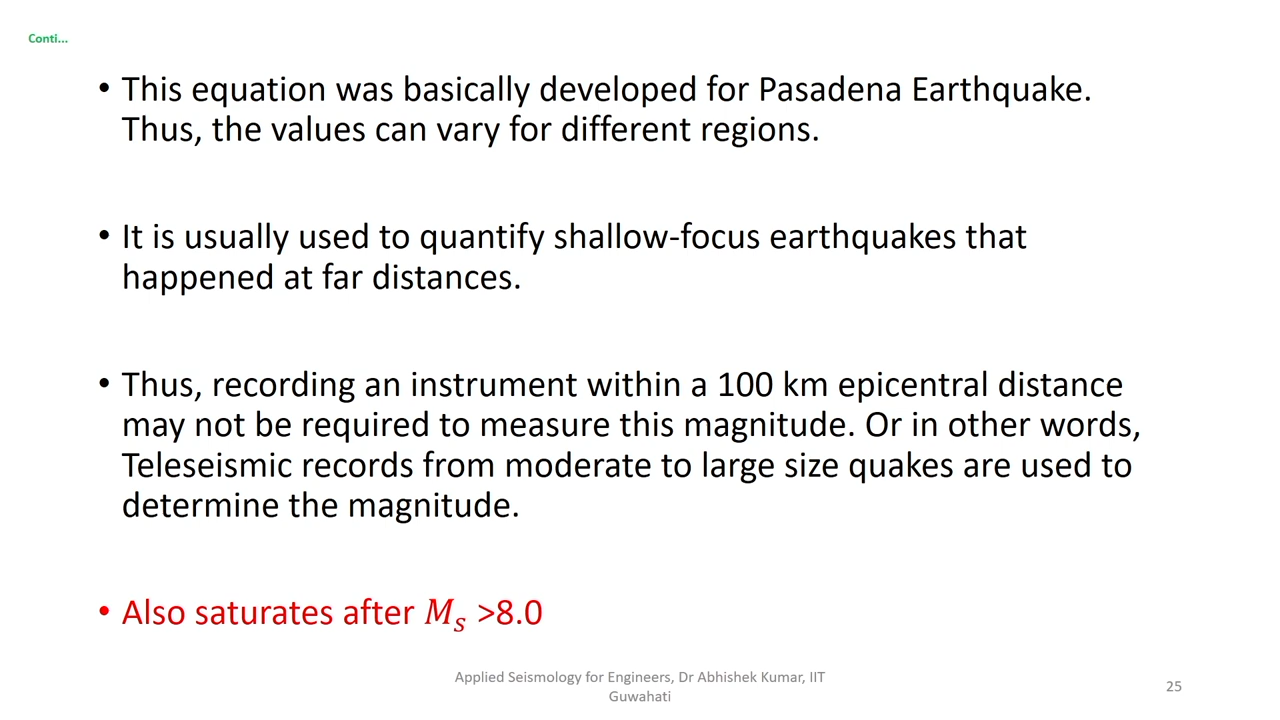 Conti...
• This equation was basically developed for Pasadena Earthquake.
Thus, the values can vary for different regions.
• It is usually used to quantify shallow-focus earthquakes that
happened at far distances.
• Thus, recording an instrument within a 100 km epicentral distance
may not be required to measure this magnitude. Or in other words,
Teleseismic records from moderate to large size quakes are used to
determine the magnitude.
• Also saturates after 𝑀ₛ >8.0
Applied Seismology for Engineers, Dr Abhishek Kumar, IIT
Guwahati
25